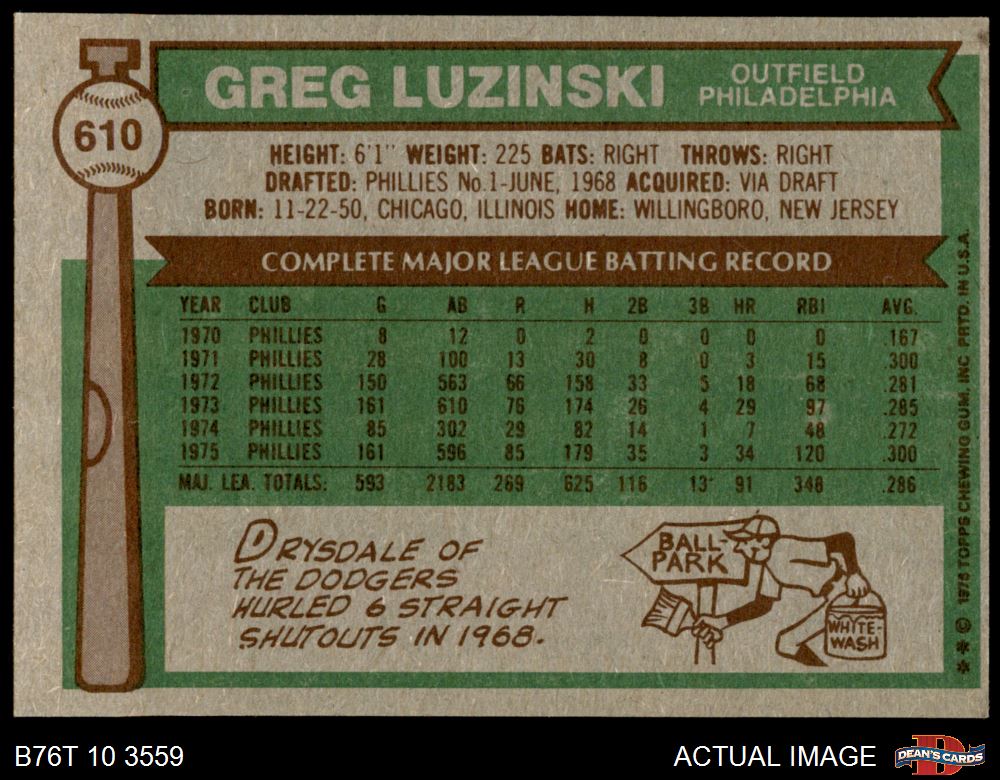 610
GREG LUZINSKI
OUTFIELD
PHILADELPHIA
HEIGHT: 6'1" WEIGHT: 225 BATS: RIGHT THROWS: RIGHT
DRAFTED: PHILLIES No.1-JUNE, 1968 ACQUIRED: VIA DRAFT
BORN: 11-22-50, CHICAGO, ILLINOIS HOME: WILLINGBORO, NEW JERSEY
COMPLETE MAJOR LEAGUE BATTING RECORD
YEAR CLUB G AB R H 2B 3B HR RBI AVG.
1970 PHILLIES 8 12 0 2 0 0 0 0 .167
1971 PHILLIES 28 100 13 30 8 0 3 15 .300
1972 PHILLIES 150 563 66 158 33 5 18 68 .281
1973 PHILLIES 161 610 76 174 26 4 29 97 .285
1974 PHILLIES 85 302 29 82 14 1 7 48 .272
1975 PHILLIES 161 596 85 179 35 3 34 120 .300
MAJ. LEA. TOTALS: 593 2183 269 625 116 13 91 348 .286
DRYSDALE OF
THE DODGERS
HURLED 6 STRAIGHT
SHUTOUTS IN 1968.
BALL-
PARK
WHITE-
WASH
* * © 1976 TOPPS CHEWING GUM, INC PRTD. IN U.S.A.
B76T 10 3559
ACTUAL IMAGE
D
DEAN'S CARDS